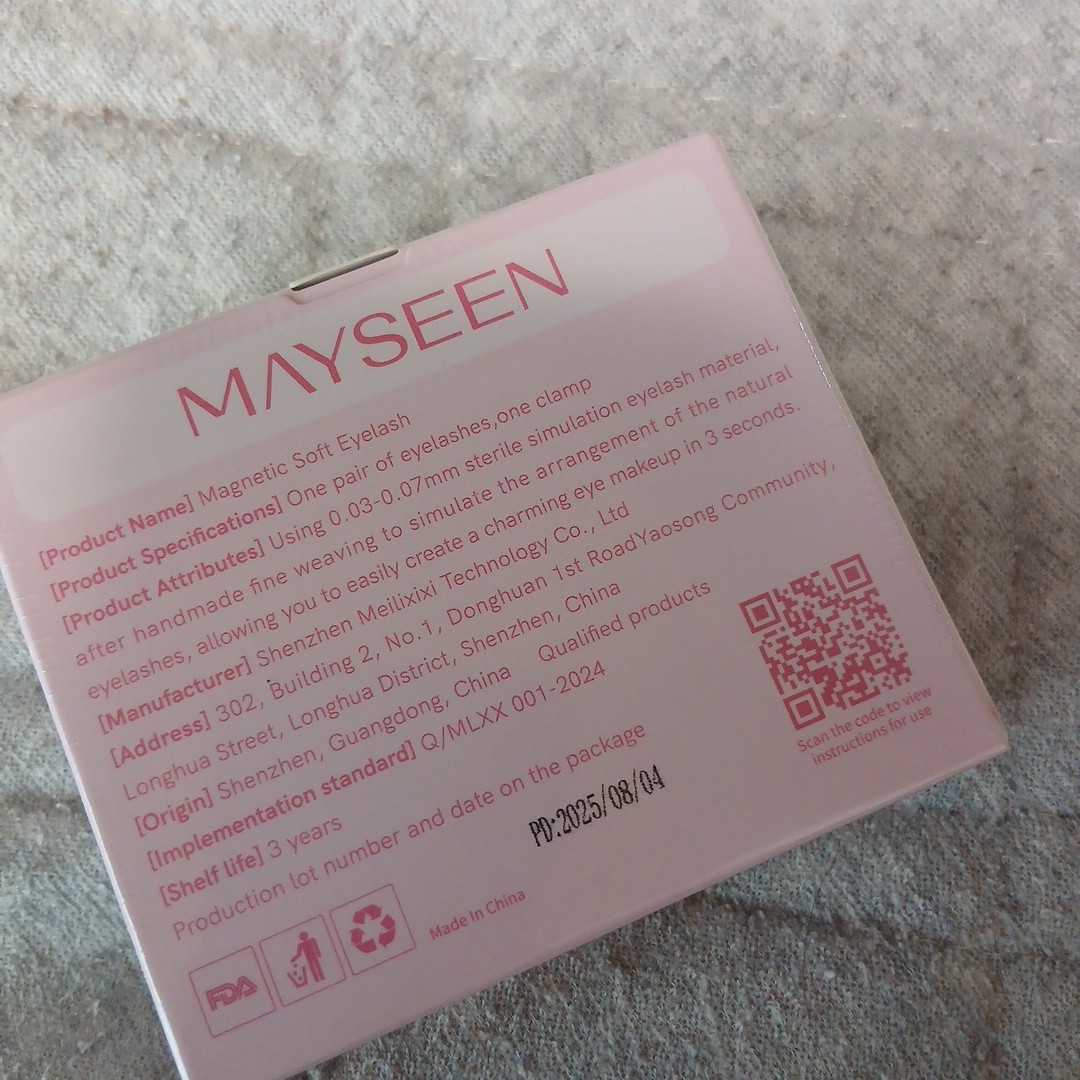 MAYSEEN
[Product Name] Magnetic Soft Eyelash
[Product Specifications] One pair of eyelashes,one clamp
[Product Attributes] Using 0.03-0.07mm sterile simulation eyelash material,
after handmade fine weaving to simulate the arrangement of the natural
eyelashes, allowing you to easily create a charming eye makeup in 3 seconds.
[Manufacturer] Shenzhen Meilixixi Technology Co., Ltd
[Address] 302, Building 2, No.1, Donghuan 1st RoadYaosong Community,
Longhua Street, Longhua District, Shenzhen, China
[Origin] Shenzhen, Guangdong, China Qualified products
[Implementation standard] Q/MLXX 001-2024
[Shelf life] 3 years
Production lot number and date on the package
PD:2025/08/04
Scan the code to view
instructions for use
FDA
Made In China